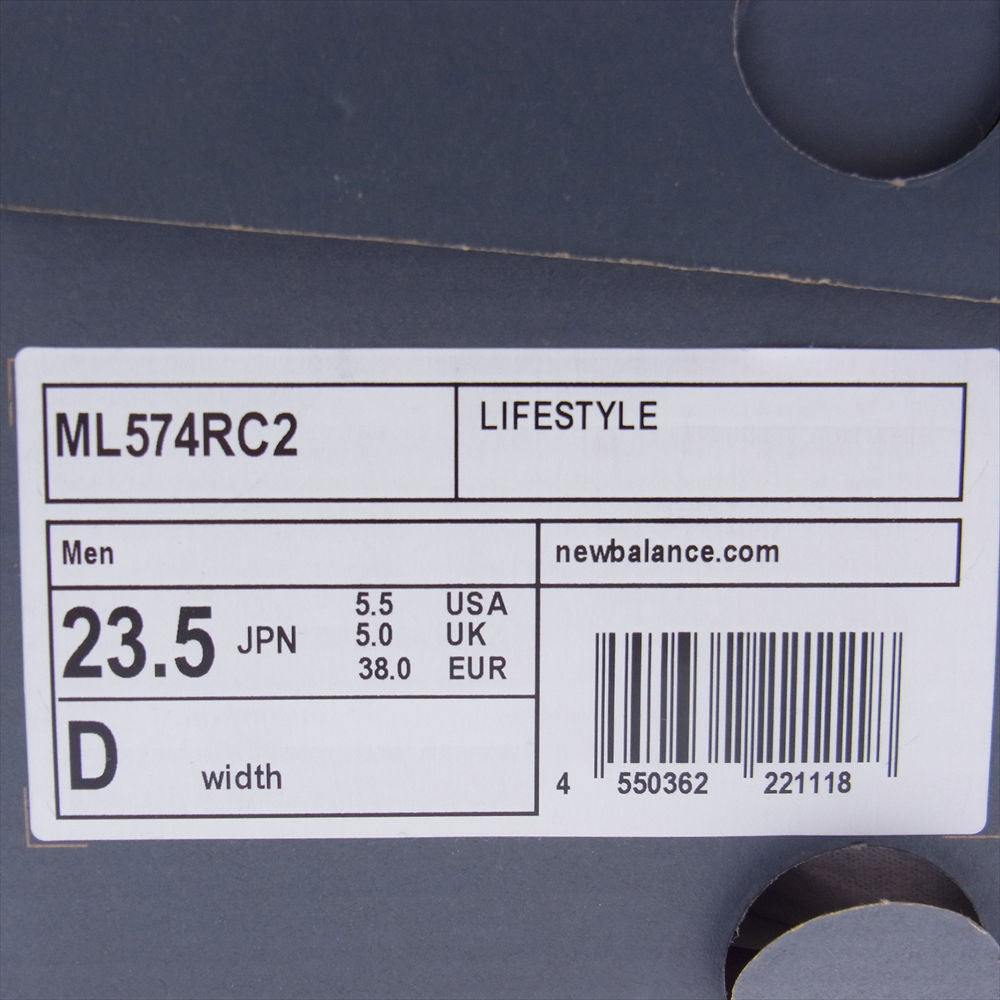 ML574RC2
LIFESTYLE
Men
newbalance.com
23.5 JPN
5.5 USA
5.0 UK
38.0 EUR
D width
4 550362 221118